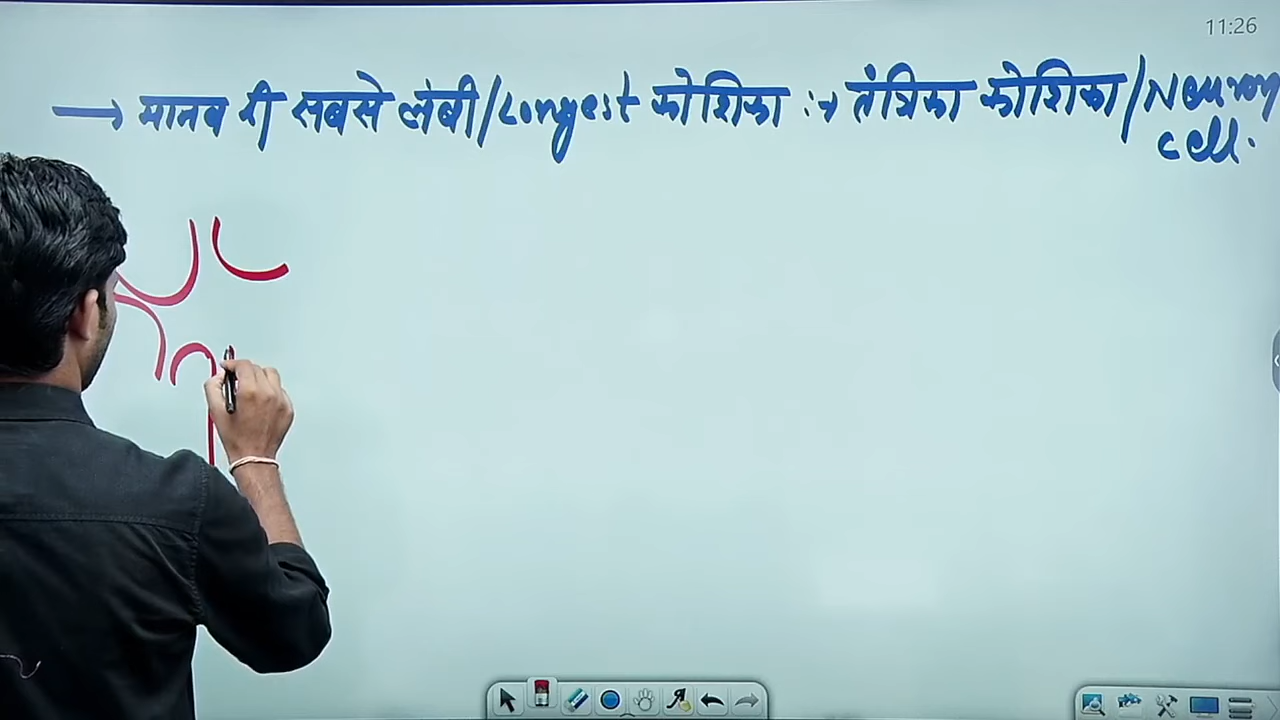 11:26
→ मानव की सबसे लंबी/Longest कोशिका :→ तंत्रिका कोशिका/Neuron
cell.